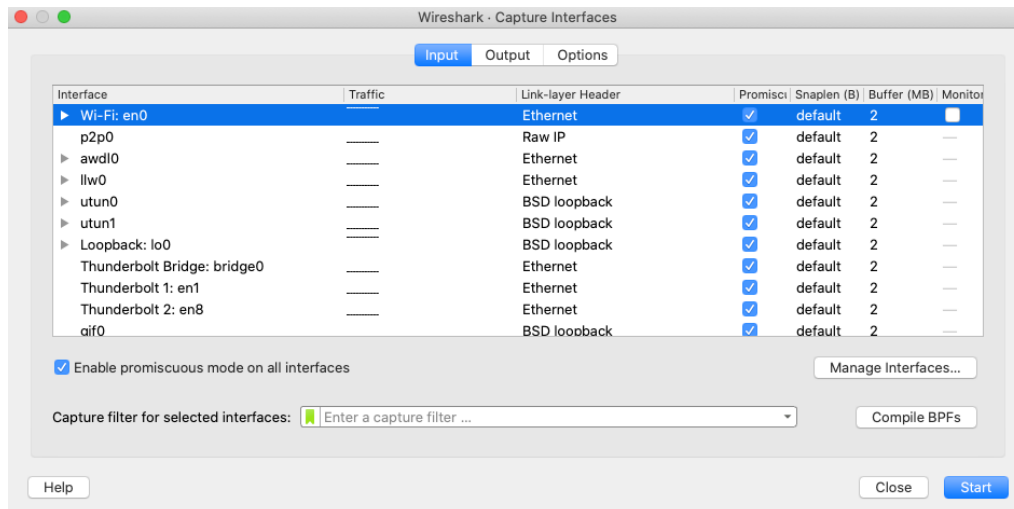 Wireshark · Capture Interfaces
Input Output Options
Interface Traffic Link-layer Header Promisc Snaplen (B) Buffer (MB) Monitor
Wi-Fi: en0 Ethernet default 2
p2p0 Raw IP default 2 —
awdl0 Ethernet default 2 —
llw0 Ethernet default 2 —
utun0 BSD loopback default 2 —
utun1 BSD loopback default 2 —
Loopback: lo0 BSD loopback default 2 —
Thunderbolt Bridge: bridge0 Ethernet default 2 —
Thunderbolt 1: en1 Ethernet default 2 —
Thunderbolt 2: en8 Ethernet default 2 —
gif0 BSD loopback default 2 —
Enable promiscuous mode on all interfaces Manage Interfaces...
Capture filter for selected interfaces: Enter a capture filter ... Compile BPFs
Help Close Start